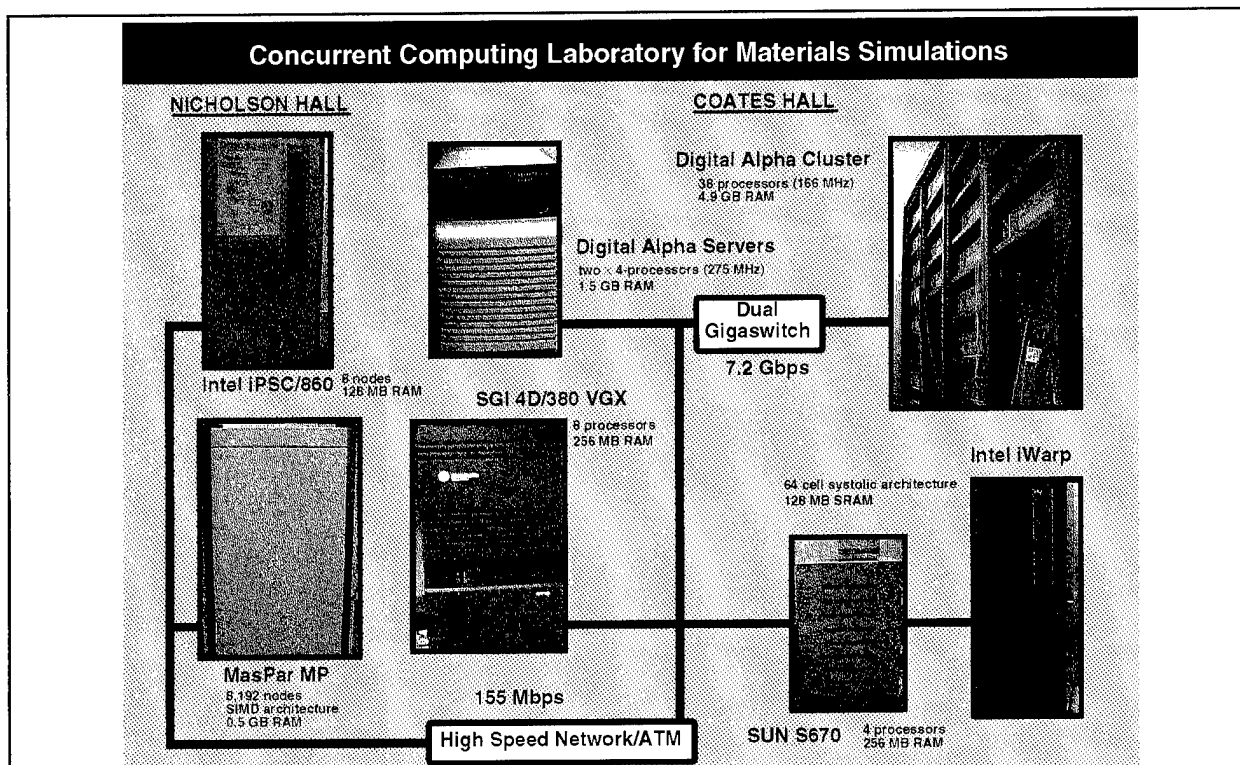 Concurrent Computing Laboratory for Materials Simulations
NICHOLSON HALL
COATES HALL
Digital Alpha Cluster
38 processors (166 MHz)
4.9 GB RAM
Digital Alpha Servers
two × 4-processors (275 MHz)
1.5 GB RAM
Dual
Gigaswitch
7.2 Gbps
Intel iPSC/860
8 nodes
128 MB RAM
SGI 4D/380 VGX
8 processors
256 MB RAM
Intel iWarp
64 cell systolic architecture
128 MB SRAM
MasPar MP
8,192 nodes
SIMD architecture
0.5 GB RAM
155 Mbps
High Speed Network/ATM
SUN S670
4 processors
256 MB RAM